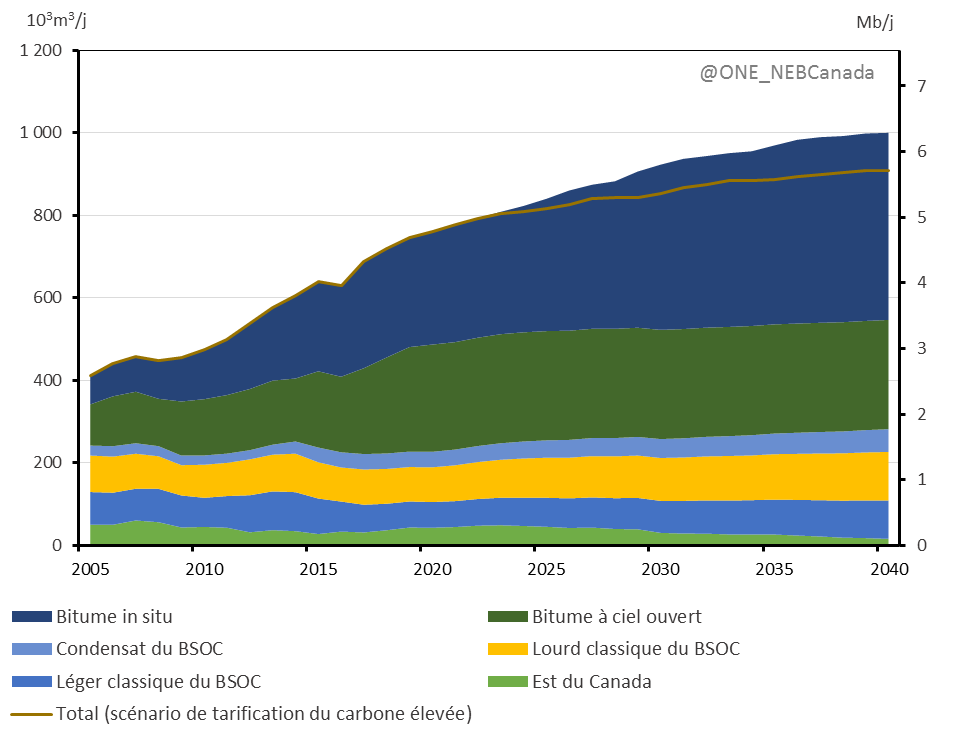 10³m³/j Mb/j
@ONE_NEBCanada
1 200
7
1 000
6
800
5
4
600
3
400
2
200
1
0 0
2005 2010 2015 2020 2025 2030 2035 2040
Bitume in situ Bitume à ciel ouvert
Condensat du BSOC Lourd classique du BSOC
Léger classique du BSOC Est du Canada
Total (scénario de tarification du carbone élevée)